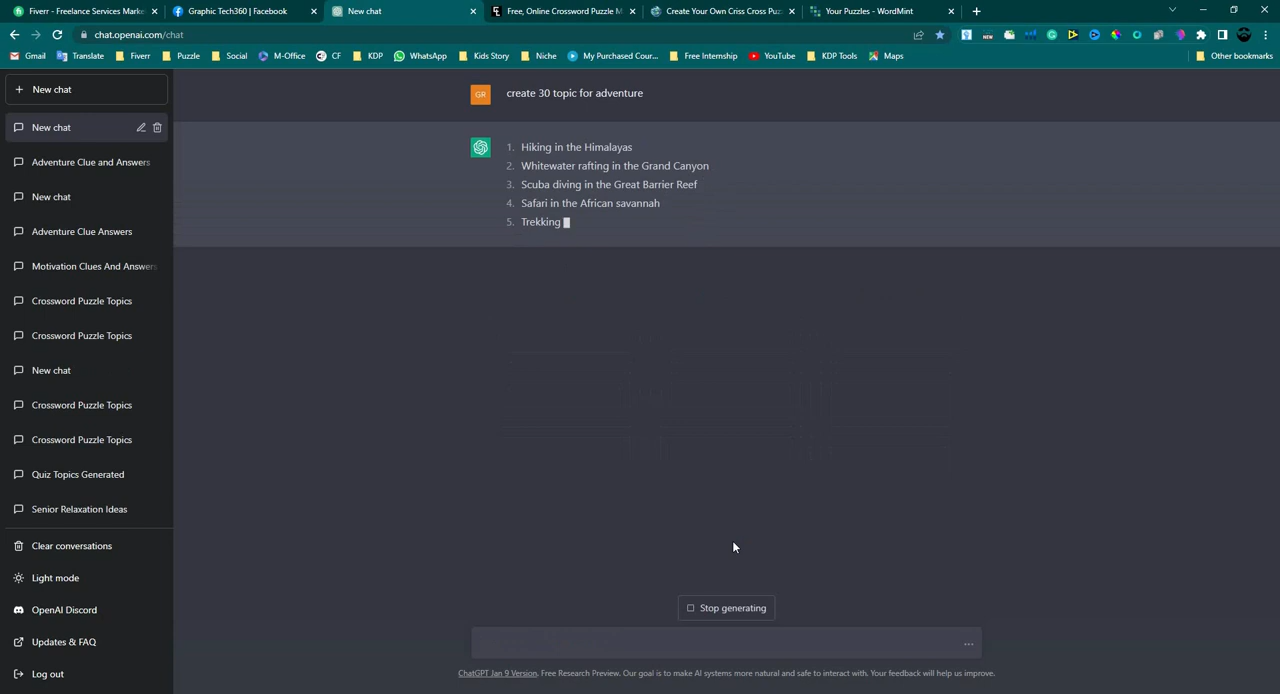 Fiverr - Freelance Services Marke
Graphic Tech360 | Facebook
New chat
Free, Online Crossword Puzzle M
Create Your Own Criss Cross Puz
Your Puzzles - WordMint
chat.openai.com/chat
Gmail
Translate
Fiverr
Puzzle
Social
M-Office
CF
KDP
WhatsApp
Kids Story
Niche
My Purchased Cour...
Free Internship
YouTube
KDP Tools
Maps
Other bookmarks
New chat
New chat
Adventure Clue and Answers
New chat
Adventure Clue Answers
Motivation Clues And Answers
Crossword Puzzle Topics
Crossword Puzzle Topics
New chat
Crossword Puzzle Topics
Crossword Puzzle Topics
Quiz Topics Generated
Senior Relaxation Ideas
Clear conversations
Light mode
OpenAI Discord
Updates & FAQ
Log out
GR
create 30 topic for adventure
1. Hiking in the Himalayas
2. Whitewater rafting in the Grand Canyon
3. Scuba diving in the Great Barrier Reef
4. Safari in the African savannah
5. Trekking
Stop generating
...
ChatGPT Jan 9 Version. Free Research Preview. Our goal is to make AI systems more natural and safe to interact with. Your feedback will help us improve.